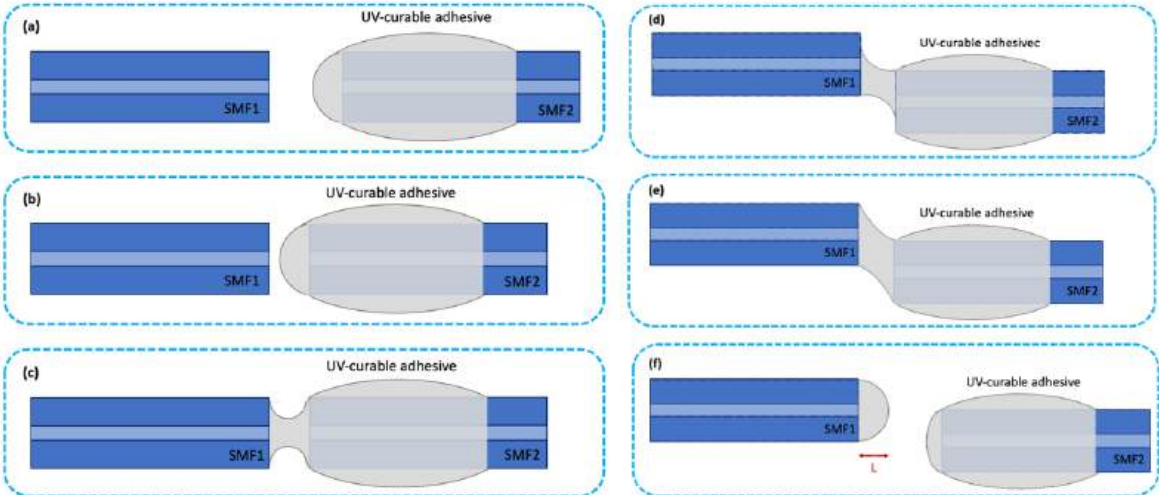 (a)
UV-curable adhesive
SMF1
SMF2
(b)
UV-curable adhesive
SMF1
SMF2
(c)
UV-curable adhesive
SMF1
SMF2
(d)
UV-curable adhesivec
SMF1
SMF2
(e)
UV-curable adhesive
SMF1
SMF2
(f)
UV-curable adhesive
SMF1
SMF2
L